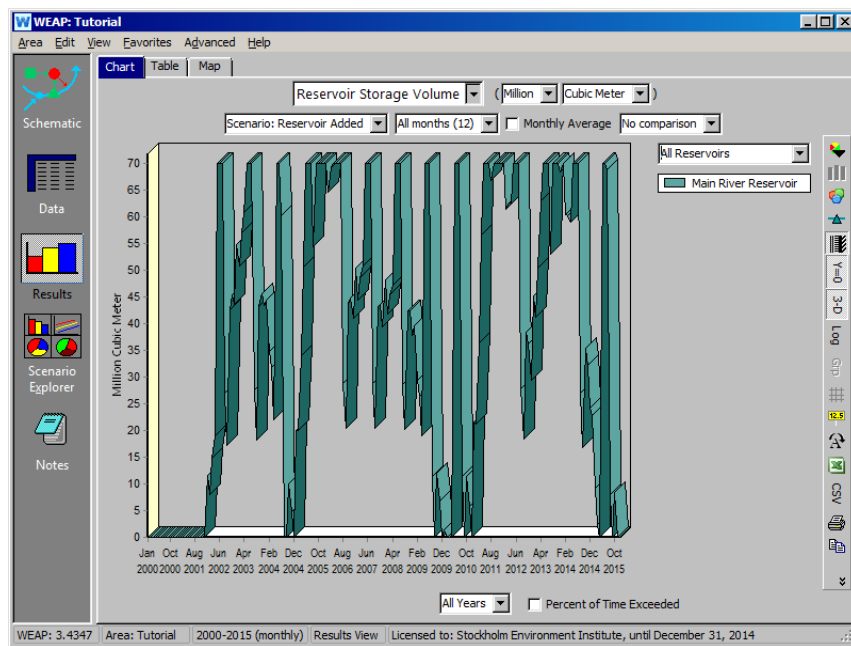 WEAP: Tutorial
Area Edit View Favorites Advanced Help
Chart Table Map
Reservoir Storage Volume ( Million Cubic Meter )
Scenario: Reservoir Added All months (12) Monthly Average No comparison
All Reservoirs
Main River Reservoir
Schematic
Data
Results
Scenario
Explorer
Notes
Million Cubic Meter
70
65
60
55
50
45
40
35
30
25
20
15
10
5
0
Jan Oct Aug Jun Apr Feb Dec Oct Aug Jun Apr Feb Dec Oct Aug Jun Apr Feb Dec Oct
2000 2000 2001 2002 2003 2004 2004 2005 2006 2007 2008 2009 2009 2010 2011 2012 2013 2014 2014 2015
Y=0
3-D
Log
Grp
12.5
CSV
All Years Percent of Time Exceeded
WEAP: 3.4347 Area: Tutorial 2000-2015 (monthly) Results View Licensed to: Stockholm Environment Institute, until December 31, 2014